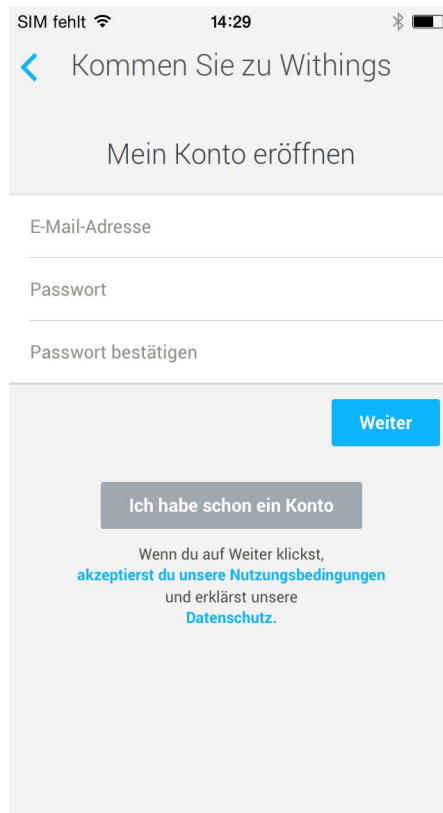 SIM fehlt 14:29
Kommen Sie zu Withings
Mein Konto eröffnen
E-Mail-Adresse
Passwort
Passwort bestätigen
Weiter
Ich habe schon ein Konto
Wenn du auf Weiter klickst,
akzeptierst du unsere Nutzungsbedingungen
und erklärst unsere
Datenschutz.